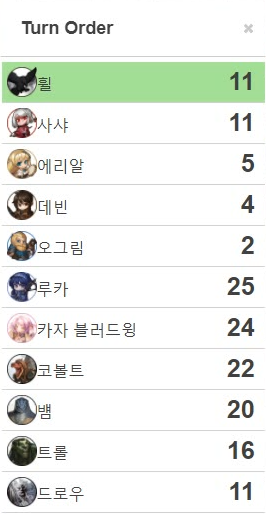 Turn Order ×
휠 11
사샤 11
에리알 5
데빈 4
오그림 2
루카 25
카자 블러드윙 24
코볼트 22
뱀 20
트롤 16
드로우 11